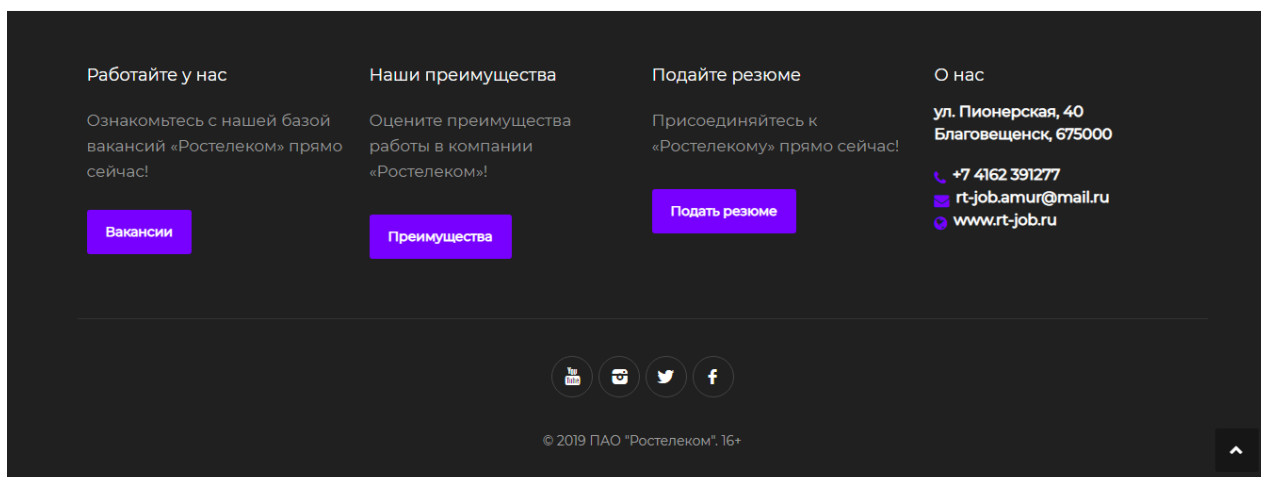 Работайте у нас
Ознакомьтесь с нашей базой
вакансий «Ростелеком» прямо
сейчас!
Вакансии
Наши преимущества
Оцените преимущества
работы в компании
«Ростелеком»!
Преимущества
Подайте резюме
Присоединяйтесь к
«Ростелекому» прямо сейчас!
Подать резюме
О нас
ул. Пионерская, 40
Благовещенск, 675000
+7 4162 391277
rt-job.amur@mail.ru
www.rt-job.ru
You
Tube
© 2019 ПАО "Ростелеком". 16+